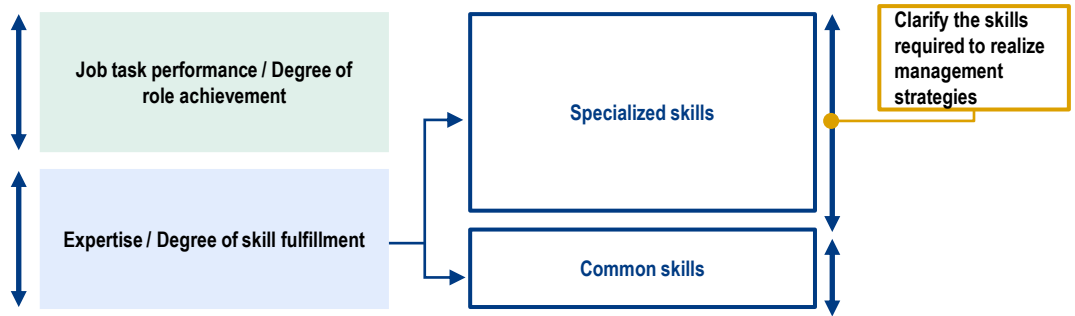 Job task performance / Degree of
role achievement
Expertise / Degree of skill fulfillment
Specialized skills
Common skills
Clarify the skills
required to realize
management
strategies